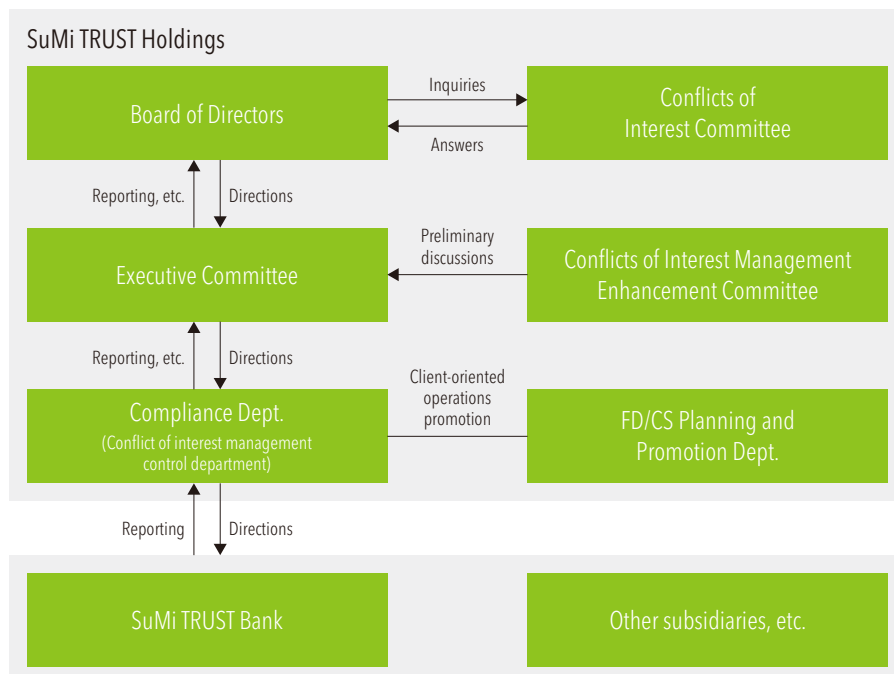 SuMi TRUST Holdings
Board of Directors
Inquiries
Answers
Conflicts of
Interest Committee
Reporting, etc.
Directions
Executive Committee
Preliminary
discussions
Conflicts of Interest Management
Enhancement Committee
Reporting, etc.
Directions
Compliance Dept.
(Conflict of interest management
control department)
Client-oriented
operations
promotion
FD/CS Planning and
Promotion Dept.
Reporting
Directions
SuMi TRUST Bank
Other subsidiaries, etc.